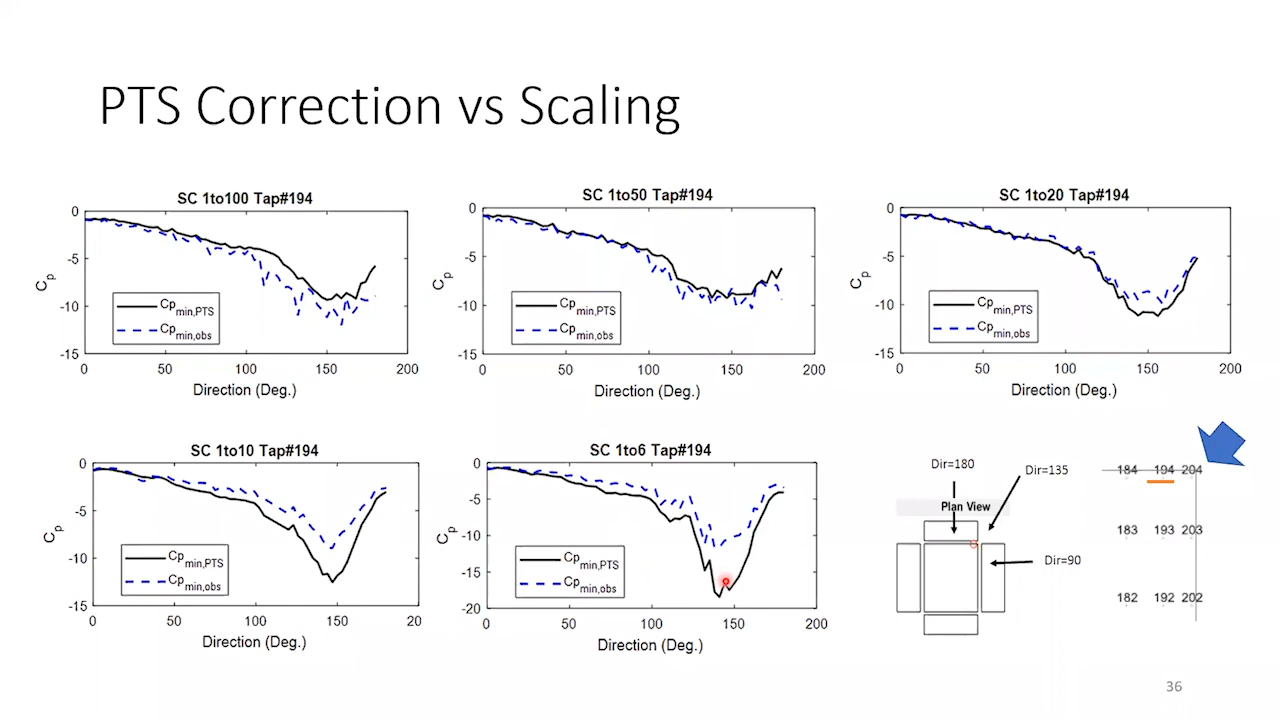 PTS Correction vs Scaling
SC 1to100 Tap#194
0
-5
-10
-15
Cp
Cp min,PTS
Cp min,obs
0 50 100 150 200
Direction (Deg.)
SC 1to50 Tap#194
0
-5
-10
-15
Cp
Cp min,PTS
Cp min,obs
0 50 100 150 200
Direction (Deg.)
SC 1to20 Tap#194
0
-5
-10
-15
Cp
Cp min,PTS
Cp min,obs
0 50 100 150 200
Direction (Deg.)
SC 1to10 Tap#194
0
-5
-10
-15
Cp
Cp min,PTS
Cp min,obs
0 50 100 150 20
Direction (Deg.)
SC 1to6 Tap#194
0
-5
-10
-15
-20
Cp
Cp min,PTS
Cp min,obs
0 50 100 150 200
Direction (Deg.)
Dir=180
Dir=135
Plan View
Dir=90
184 194 204
183 193 203
182 192 202
36